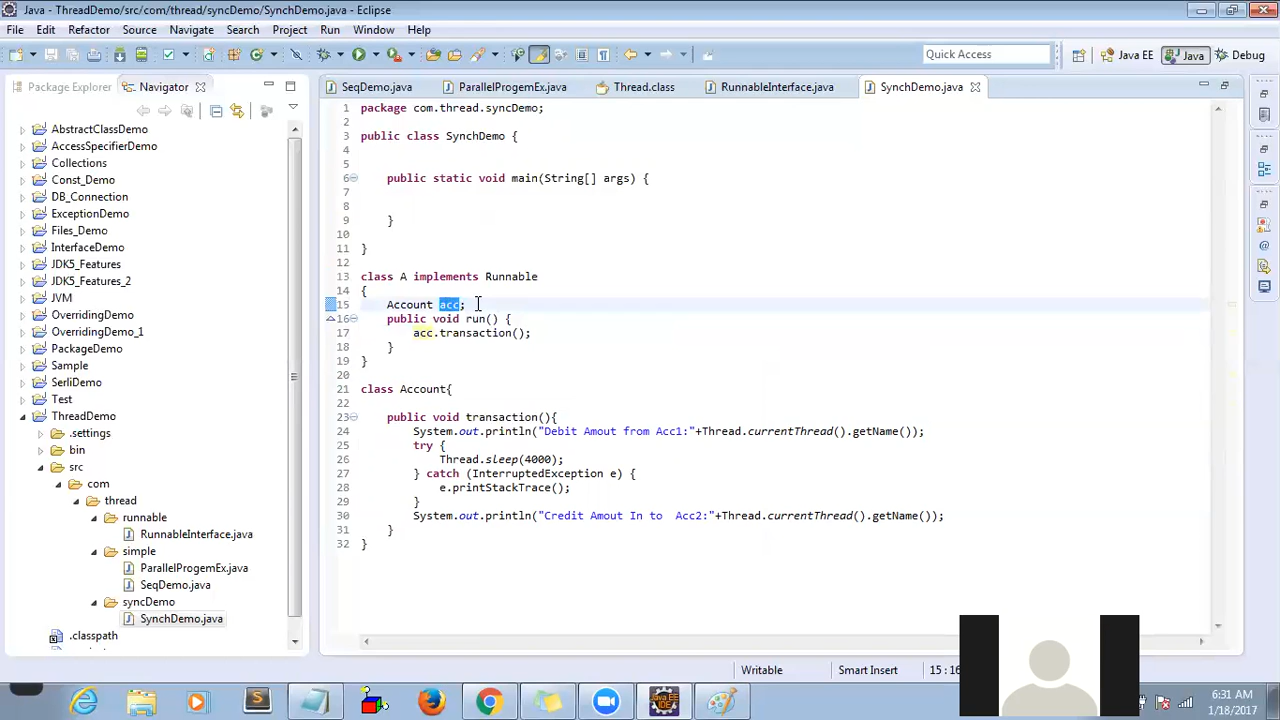 Java - ThreadDemo/src/com/thread/syncDemo/SynchDemo.java - Eclipse
File Edit Refactor Source Navigate Search Project Run Window Help
Quick Access
Java EE
Java
Debug
Package Explorer
Navigator
SeqDemo.java
ParallelProgemEx.java
Thread.class
RunnableInterface.java
SynchDemo.java
AbstractClassDemo
AccessSpecifierDemo
Collections
Const_Demo
DB_Connection
ExceptionDemo
Files_Demo
InterfaceDemo
JDK5_Features
JDK5_Features_2
JVM
OverridingDemo
OverridingDemo_1
PackageDemo
Sample
SerliDemo
Test
ThreadDemo
.settings
bin
src
com
thread
runnable
RunnableInterface.java
simple
ParallelProgemEx.java
SeqDemo.java
syncDemo
SynchDemo.java
.classpath
1 package com.thread.syncDemo;
2
3 public class SynchDemo {
4
5
6 public static void main(String[] args) {
7
8
9 }
10
11 }
12
13 class A implements Runnable
14 {
15 Account acc;
16 public void run() {
17 acc.transaction();
18 }
19 }
20
21 class Account{
22
23 public void transaction(){
24 System.out.println("Debit Amout from Acc1:"+Thread.currentThread().getName());
25 try {
26 Thread.sleep(4000);
27 } catch (InterruptedException e) {
28 e.printStackTrace();
29 }
30 System.out.println("Credit Amout In to  Acc2:"+Thread.currentThread().getName());
31 }
32 }
Writable
Smart Insert
15 : 16
JavaEE
IDE
6:31 AM
1/18/2017